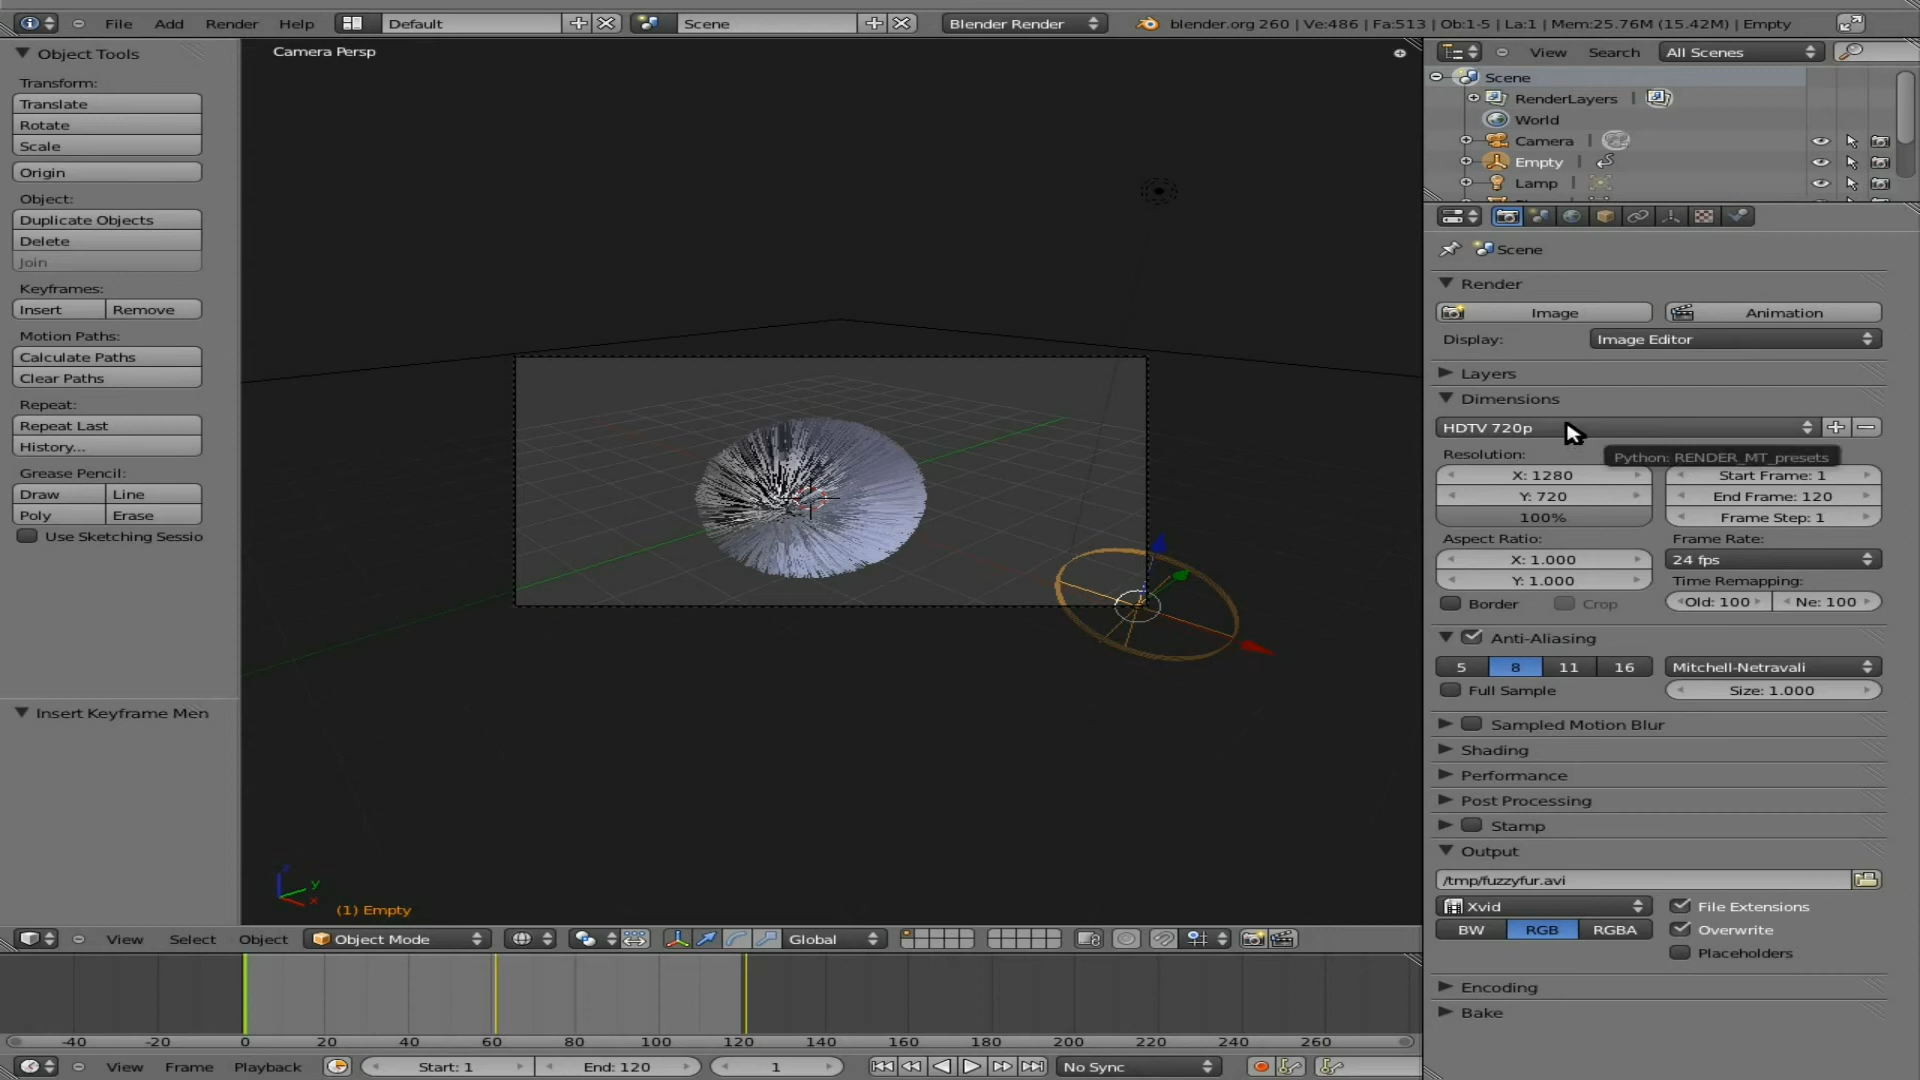 File Add Render Help Default Scene Blender Render blender.org 260 | Ve:486 | Fa:513 | Ob:1-5 | La:1 | Mem:25.76M (15.42M) | Empty
Object Tools
Transform:
Translate
Rotate
Scale
Origin
Object:
Duplicate Objects
Delete
Join
Keyframes:
Insert Remove
Motion Paths:
Calculate Paths
Clear Paths
Repeat:
Repeat Last
History...
Grease Pencil:
Draw Line
Poly Erase
Use Sketching Sessio
Insert Keyframe Men
Camera Persp
z
y
x
(1) Empty
View Select Object Object Mode Global
-40 -20 0 20 40 60 80 100 120 140 160 180 200 220 240 260
View Frame Playback Start: 1 End: 120 1 No Sync
View Search All Scenes
Scene
RenderLayers |
World
Camera |
Empty |
Lamp |
Scene
Render
Image Animation
Display: Image Editor
Layers
Dimensions
HDTV 720p
Python: RENDER_MT_presets
Resolution:
X: 1280 Start Frame: 1
Y: 720 End Frame: 120
100% Frame Step: 1
Aspect Ratio: Frame Rate:
X: 1.000 24 fps
Y: 1.000 Time Remapping:
Border Crop Old: 100 Ne: 100
Anti-Aliasing
5 8 11 16 Mitchell-Netravali
Full Sample Size: 1.000
Sampled Motion Blur
Shading
Performance
Post Processing
Stamp
Output
/tmp/fuzzyfur.avi
Xvid File Extensions
BW RGB RGBA Overwrite
Placeholders
Encoding
Bake